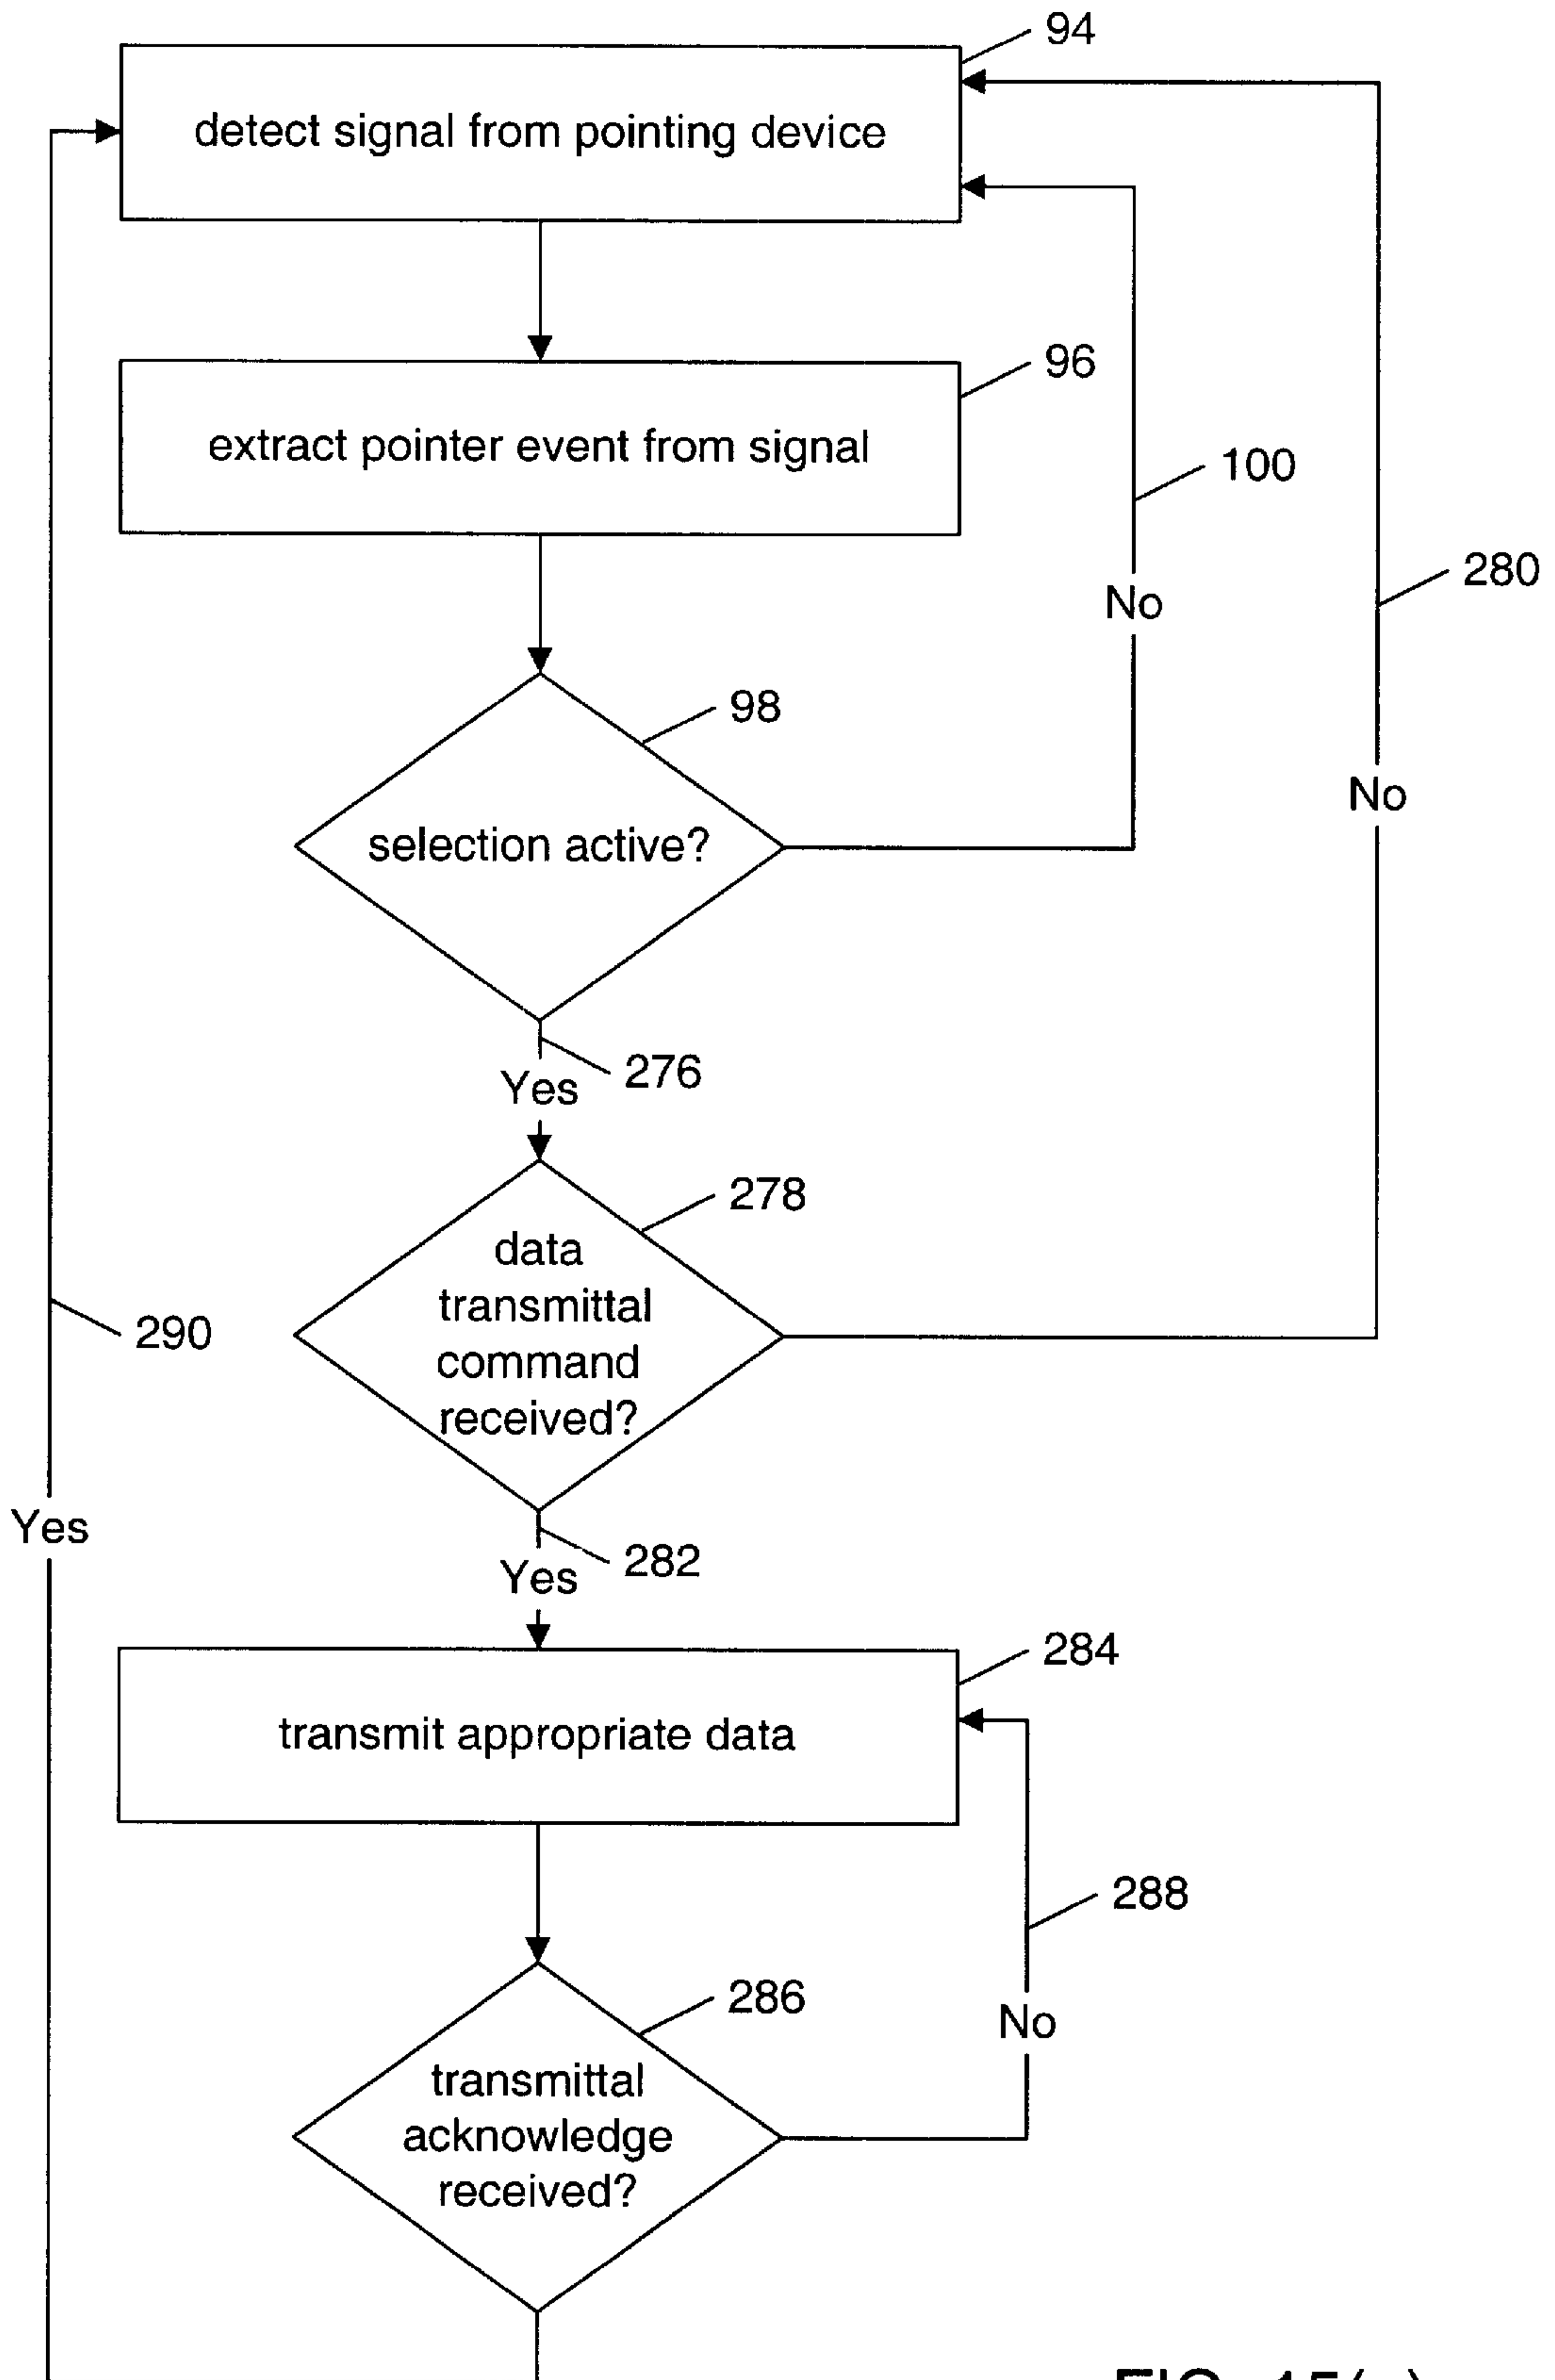 94
detect signal from pointing device
96
extract pointer event from signal
100
280
No
98
No
selection active?
276
Yes
278
data
transmittal
command
received?
290
Yes
282
Yes
284
transmit appropriate data
288
286
No
transmittal
acknowledge
received?